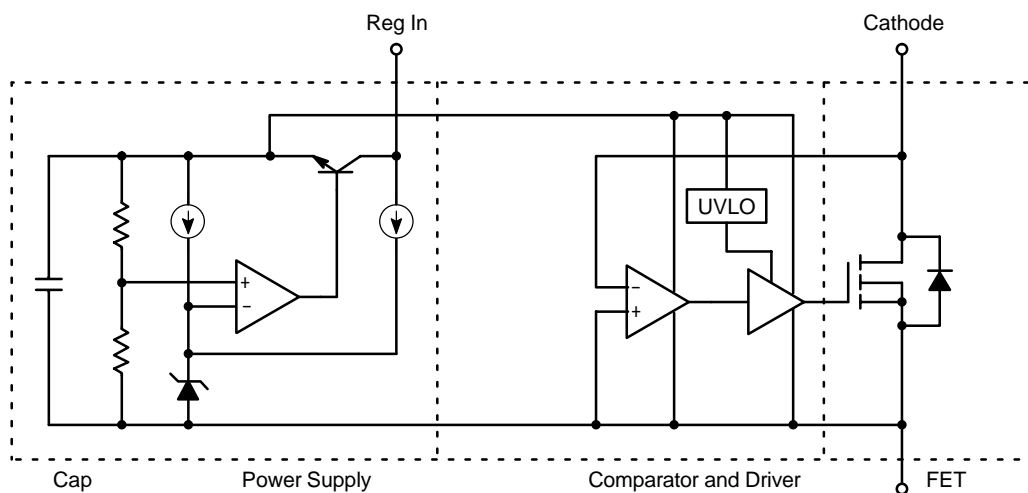 Reg In
Cathode
UVLO
+
−
−
+
Cap
Power Supply
Comparator and Driver
FET